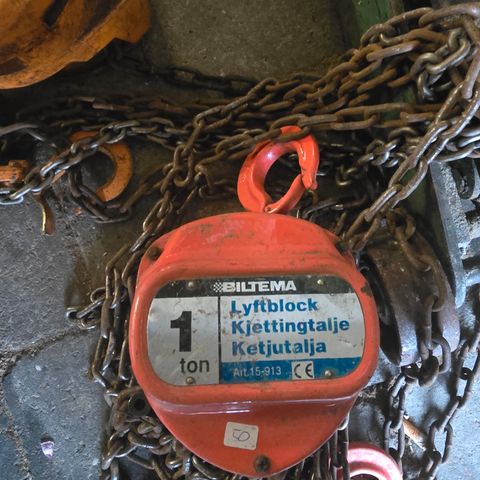 BILTEMA
1
ton
Lyftblock
Kjettingtalje
Ketjutalja
Art.15-913 CE
50